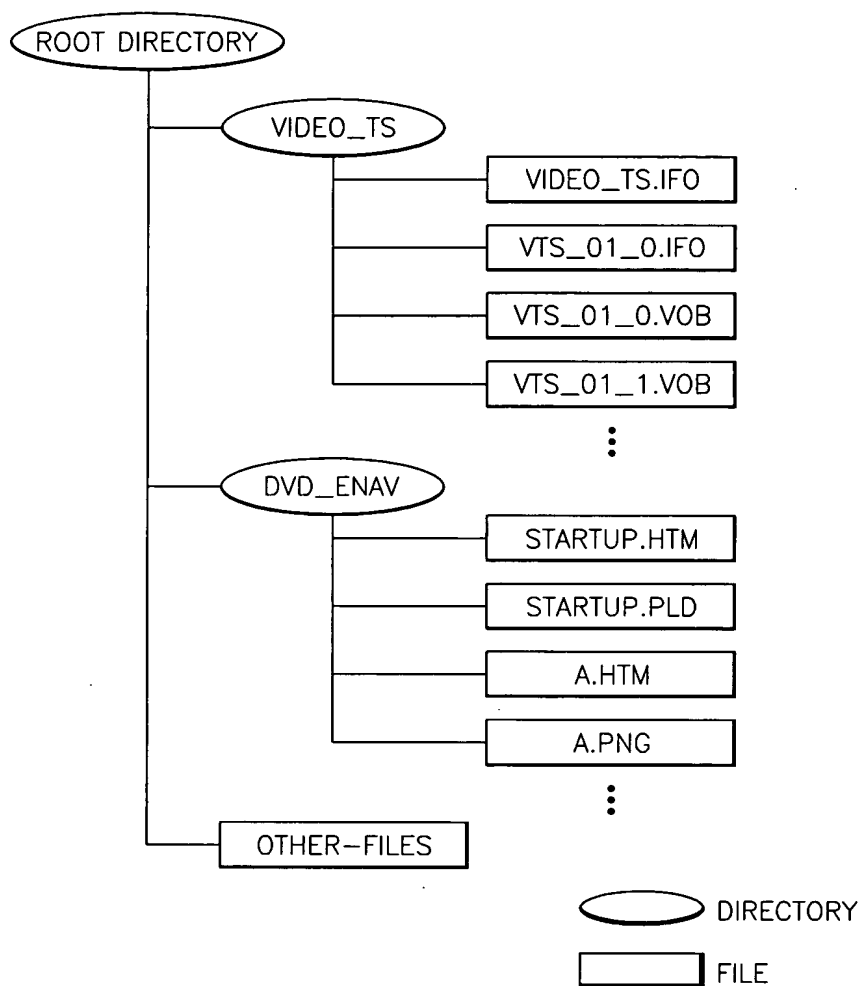 ROOT DIRECTORY
VIDEO_TS
VIDEO_TS.IFO
VTS_01_0.IFO
VTS_01_0.VOB
VTS_01_1.VOB
DVD_ENAV
STARTUP.HTM
STARTUP.PLD
A.HTM
A.PNG
OTHER-FILES
DIRECTORY
FILE